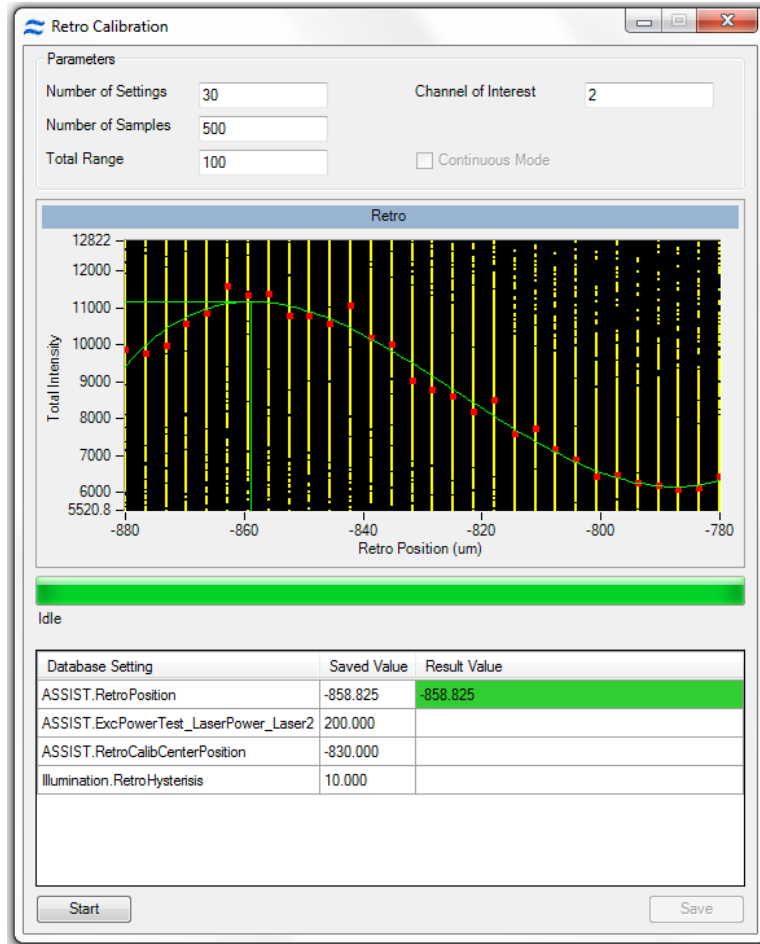 Retro Calibration
Parameters
Number of Settings 30 Channel of Interest 2
Number of Samples 500
Total Range 100 Continuous Mode
Retro
12822
12000
11000
10000
9000
8000
7000
6000
5520.8
Total Intensity
-880 -860 -840 -820 -800 -780
Retro Position (um)
Idle
Database Setting Saved Value Result Value
ASSIST.RetroPosition -858.825 -858.825
ASSIST.ExcPowerTest_LaserPower_Laser2 200.000
ASSIST.RetroCalibCenterPosition -830.000
Illumination.RetroHysterisis 10.000
Start Save